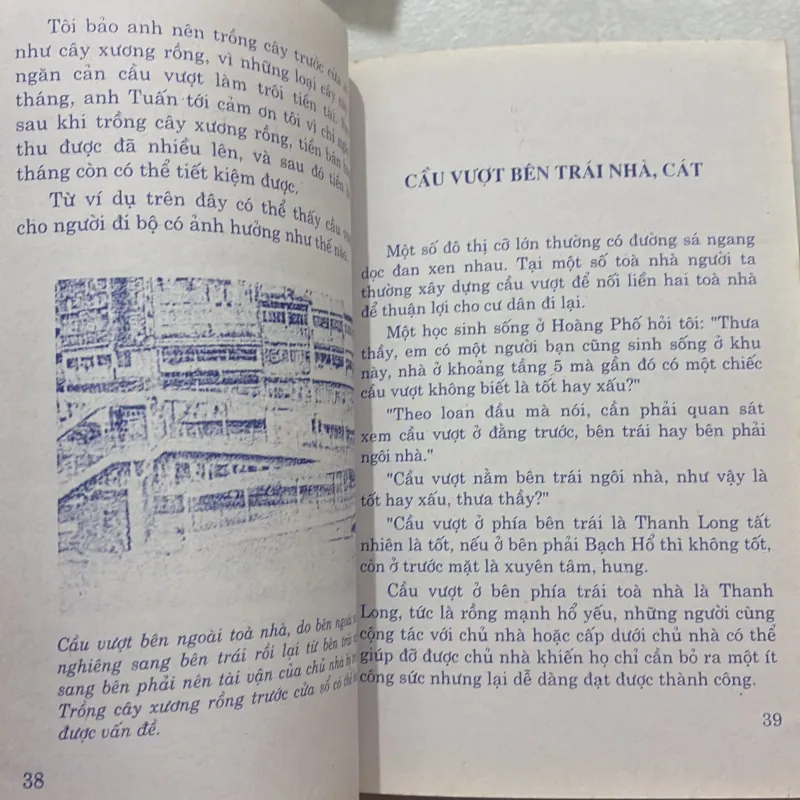 Tôi bảo anh nên trồng cây trước cửa
như cây xương rồng, vì những loại cây
ngăn cản cầu vượt làm trôi tiền tài.
tháng, anh Tuấn tới cảm ơn tôi vì chỉ
sau khi trồng cây xương rồng, tiền bán
thu được đã nhiều lên, và sau đó tiền
tháng còn có thể tiết kiệm được.
Từ ví dụ trên đây có thể thấy cầu
cho người đi bộ có ảnh hưởng như thế nào.
Cầu vượt bên ngoài toà nhà, do bên ngoài
nghiêng sang bên trái rồi lại từ bên trái
sang bên phải nên tài vận của chủ nhà bị
Trồng cây xương rồng trước cửa sổ có thể
được vấn đề.
38
CẦU VƯỢT BÊN TRÁI NHÀ, CÁT
Một số đô thị cỡ lớn thường có đường sá ngang
dọc đan xen nhau. Tại một số toà nhà người ta
thường xây dựng cầu vượt để nối liền hai toà nhà
để thuận lợi cho cư dân đi lại.
Một học sinh sống ở Hoàng Phố hỏi tôi: "Thưa
thầy, em có một người bạn cũng sinh sống ở khu
này, nhà ở khoảng tầng 5 mà gần đó có một chiếc
cầu vượt không biết là tốt hay xấu?"
"Theo loan đầu mà nói, cần phải quan sát
xem cầu vượt ở đằng trước, bên trái hay bên phải
ngôi nhà."
"Cầu vượt nằm bên trái ngôi nhà, như vậy là
tốt hay xấu, thưa thầy?"
"Cầu vượt ở phía bên trái là Thanh Long tất
nhiên là tốt, nếu ở bên phải Bạch Hổ thì không tốt,
còn ở trước mặt là xuyên tâm, hung.
Cầu vượt ở bên phía trái toà nhà là Thanh
Long, tức là rồng mạnh hổ yếu, những người cùng
cộng tác với chủ nhà hoặc cấp dưới chủ nhà có thể
giúp đỡ được chủ nhà khiến họ chỉ cần bỏ ra một ít
công sức nhưng lại dễ dàng đạt được thành công.
39